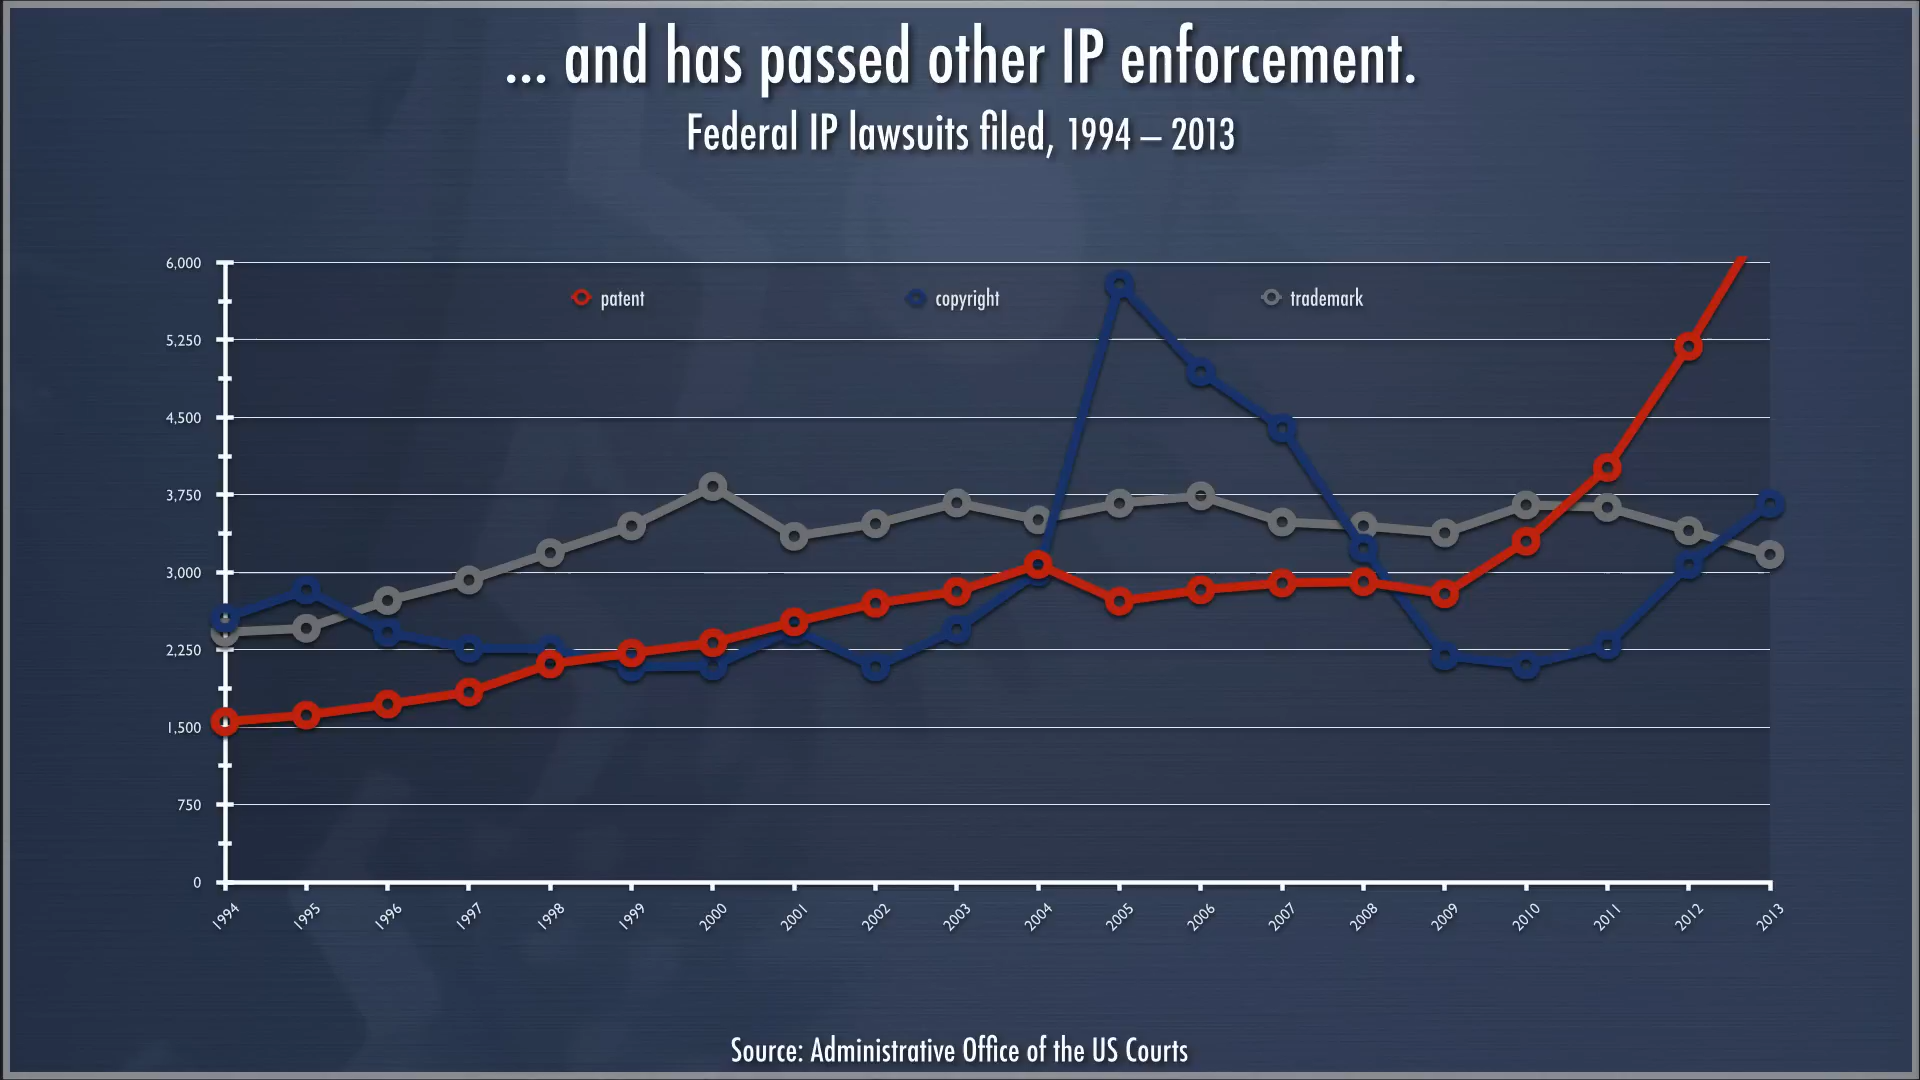 ... and has passed other IP enforcement.
Federal IP lawsuits filed, 1994 – 2013
6,000
patent copyright trademark
5,250
4,500
3,750
3,000
2,250
1,500
750
0
1994 1995 1996 1997 1998 1999 2000 2001 2002 2003 2004 2005 2006 2007 2008 2009 2010 2011 2012 2013
Source: Administrative Office of the US Courts